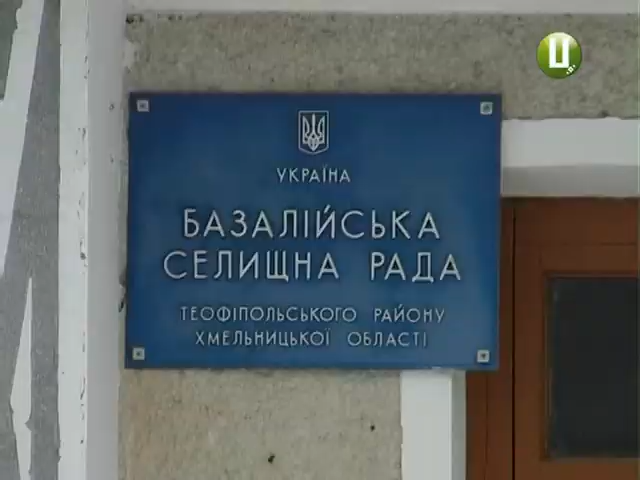 Ц
УКРАЇНА
БАЗАЛІЙСЬКА
СЕЛИЩНА РАДА
ТЕОФІПОЛЬСЬКОГО РАЙОНУ
ХМЕЛЬНИЦЬКОЇ ОБЛАСТІ